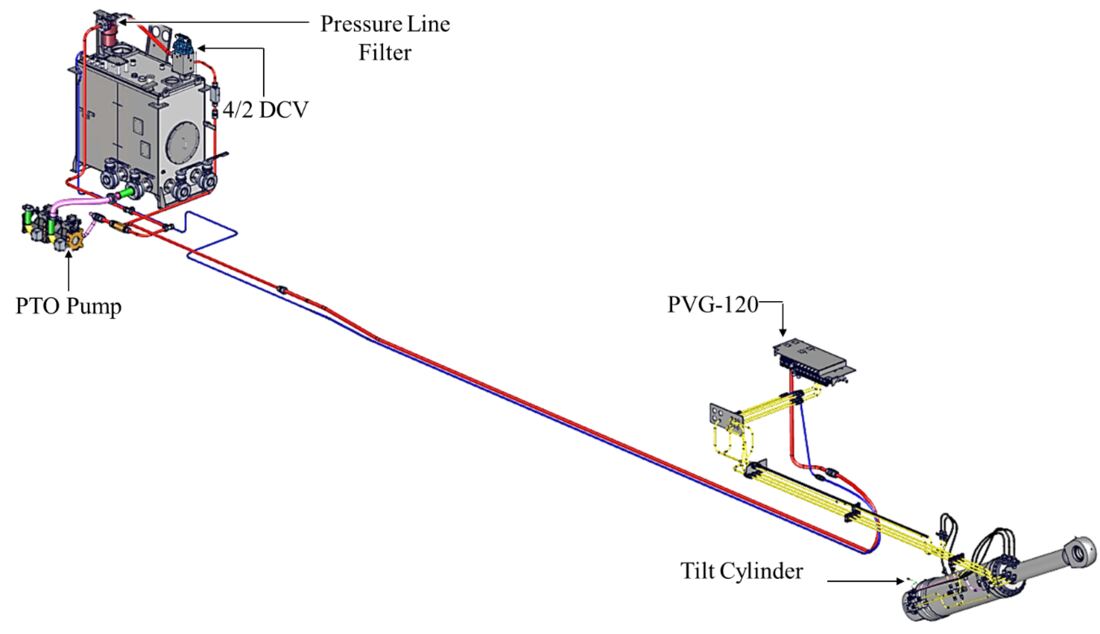 Pressure Line
Filter
4/2 DCV
PTO Pump
PVG-120
Tilt Cylinder